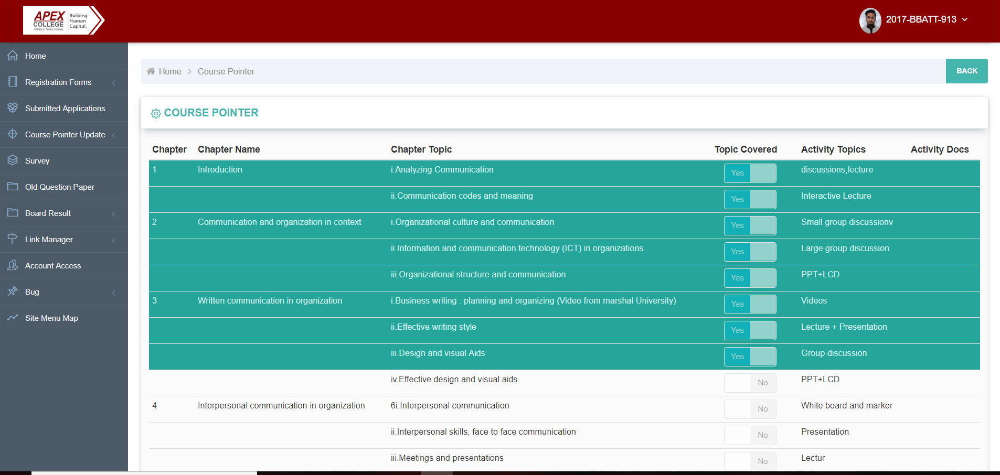 APEX
COLLEGE
Affiliated to Pokhara University
Building
Human
Capital.
2017-BBATT-913
Home
Registration Forms
Submitted Applications
Course Pointer Update
Survey
Old Question Paper
Board Result
Link Manager
Account Access
Bug
Site Menu Map
Home > Course Pointer
BACK
COURSE POINTER
Chapter Chapter Name Chapter Topic Topic Covered Activity Topics Activity Docs
1 Introduction i.Analyzing Communication Yes discussions,lecture
ii.Communication codes and meaning Yes Interactive Lecture
2 Communication and organization in context i.Organizational culture and communication Yes Small group discussionv
ii.Information and communication technology (ICT) in organizations Yes Large group discussion
iii.Organizational structure and communication Yes PPT+LCD
3 Written communication in organization i.Business writing : planning and organizing (Video from marshal University) Yes Videos
ii.Effective writing style Yes Lecture + Presentation
iii.Design and visual Aids Yes Group discussion
iv.Effective design and visual aids No PPT+LCD
4 Interpersonal communication in organization 6i.Interpersonal communication No White board and marker
ii.Interpersonal skills, face to face communication No Presentation
iii.Meetings and presentations No Lectur